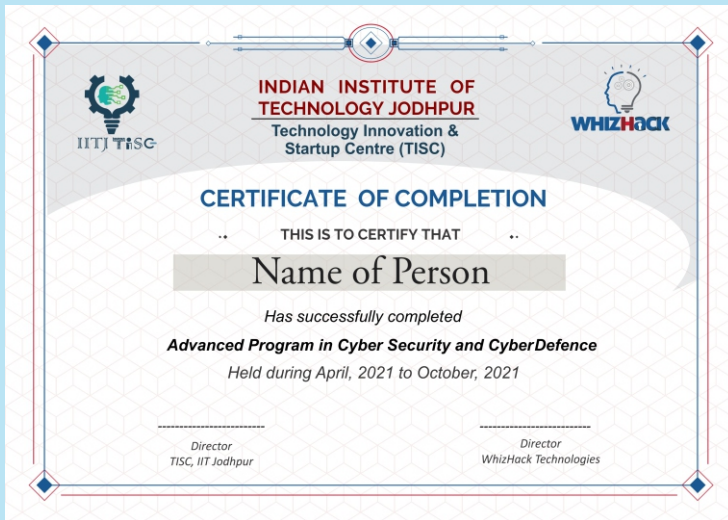 INDIAN INSTITUTE OF
TECHNOLOGY JODHPUR
Technology Innovation &
Startup Centre (TISC)
IITJ TiSC
WHIZHACK
CERTIFICATE OF COMPLETION
THIS IS TO CERTIFY THAT
Name of Person
Has successfully completed
Advanced Program in Cyber Security and CyberDefence
Held during April, 2021 to October, 2021
Director
TISC, IIT Jodhpur
Director
WhizHack Technologies